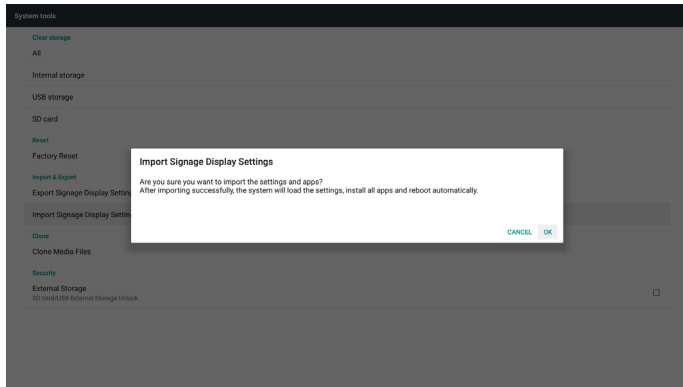 System tools
Clear storage
All
Internal storage
USB storage
SD card
Reset
Factory Reset
Import & Export
Export Signage Display Setting
Import Signage Display Settin
Clone
Clone Media Files
Security
External Storage
SD card/USB External Storage Unlock
Import Signage Display Settings
Are you sure you want to import the settings and apps?
After importing successfully, the system will load the settings, install all apps and reboot automatically.
CANCEL OK